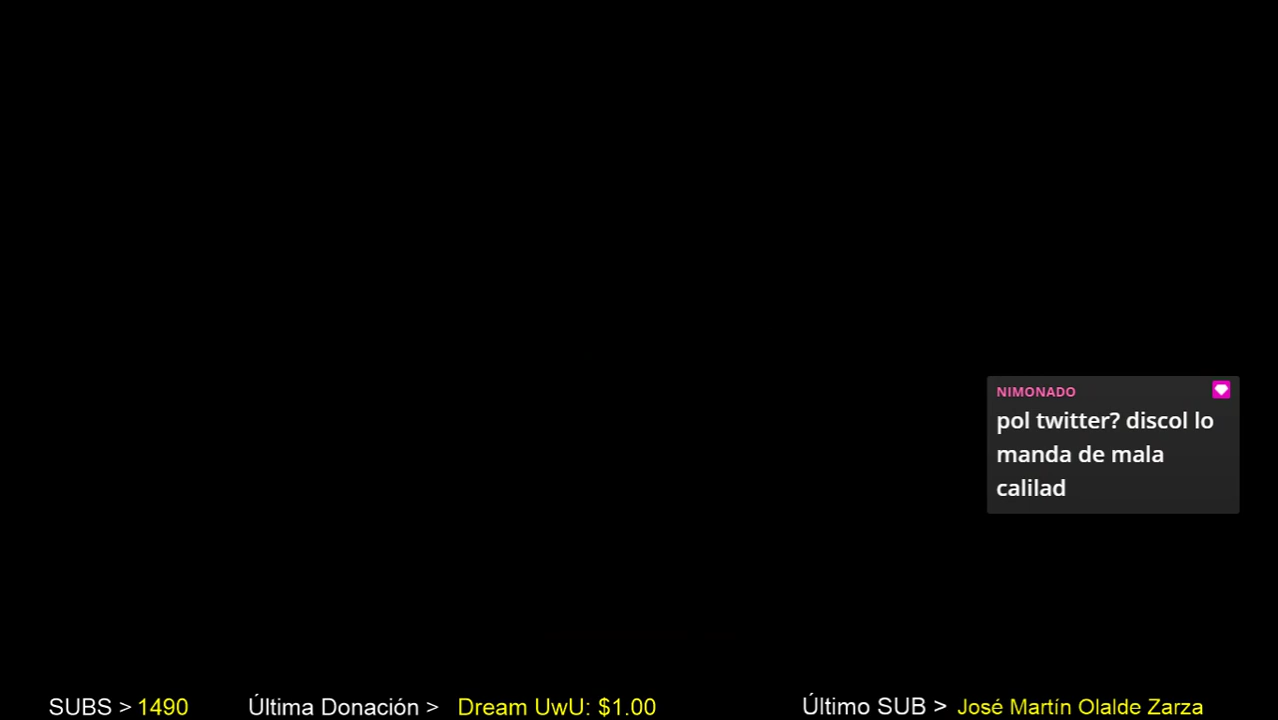 NIMONADO
pol twitter? discol lo
manda de mala
calilad
SUBS > 1490 Última Donación > Dream UwU: $1.00 Último SUB > José Martín Olalde Zarza